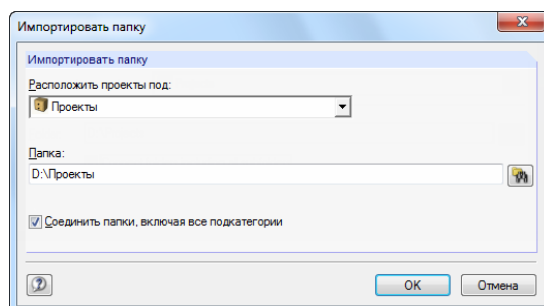 Импортировать папку
Импортировать папку
Расположить проекты под:
Проекты
Папка:
D:\Проекты
Соединить папки, включая все подкатегории
OK
Отмена